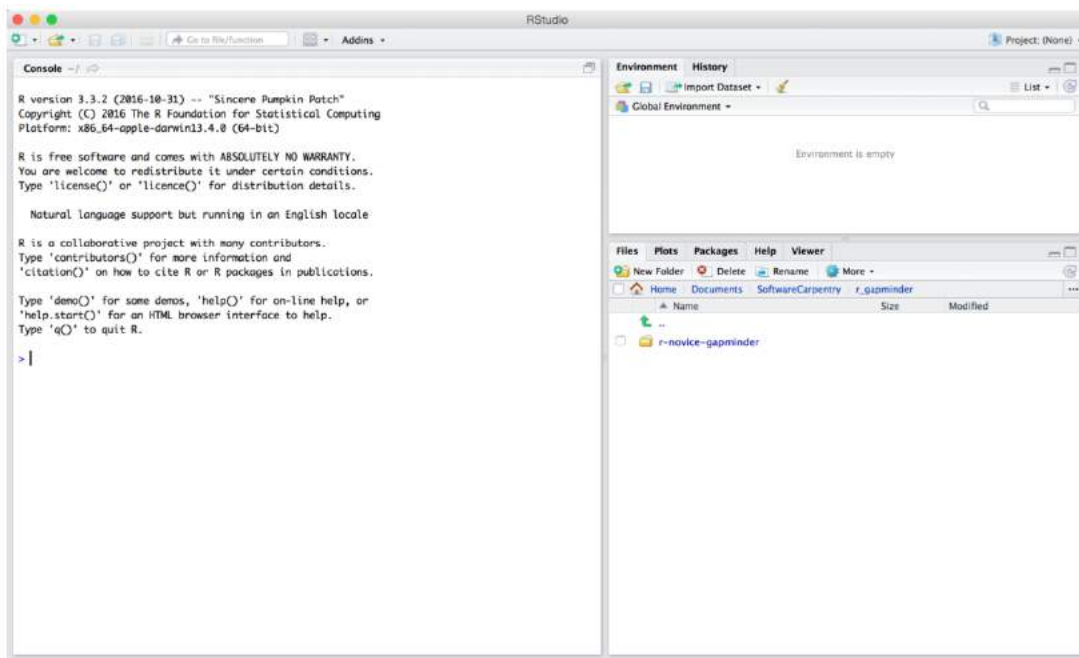 RStudio
Go to file/function
Addins
Project: (None)
Console ~/
R version 3.3.2 (2016-10-31) -- "Sincere Pumpkin Patch"
Copyright (C) 2016 The R Foundation for Statistical Computing
Platform: x86_64-apple-darwin13.4.0 (64-bit)
R is free software and comes with ABSOLUTELY NO WARRANTY.
You are welcome to redistribute it under certain conditions.
Type 'license()' or 'licence()' for distribution details.
Natural language support but running in an English locale
R is a collaborative project with many contributors.
Type 'contributors()' for more information and
'citation()' on how to cite R or R packages in publications.
Type 'demo()' for some demos, 'help()' for on-line help, or
'help.start()' for an HTML browser interface to help.
Type 'q()' to quit R.
>
Environment History
Import Dataset List
Global Environment
Environment is empty
Files Plots Packages Help Viewer
New Folder Delete Rename More
Home Documents SoftwareCarpentry r_gapminder ...
Name Size Modified
..
r-novice-gapminder